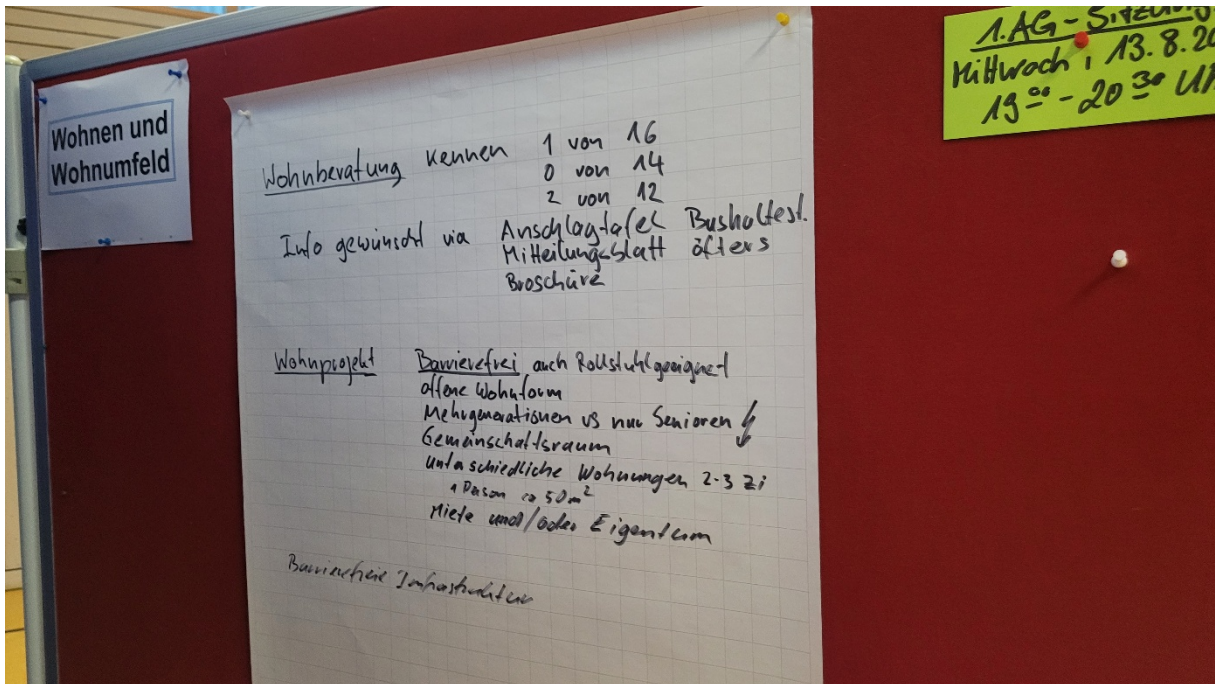 Wohnen und
Wohnumfeld
Wohnberatung kennen 1 von 16
0 von 14
2 von 12
Info gewünscht via Anschlagtafel Bushaltest.
Mitteilungsblatt öfters
Broschüre
Wohnprojekt Barrierefrei auch Rollstuhlgeeignet
offene Wohnform
Mehrgenerationen vs nur Senioren
Gemeinschaftsraum
unterschiedliche Wohnungen 2-3 Zi
1 Person ca 50m²
Miete und/oder Eigentum
Barrierefreie Infrastruktur
1. AG-Sitzung
Mittwoch, 13.8.20
19⁰⁰ - 20³⁰ Uh